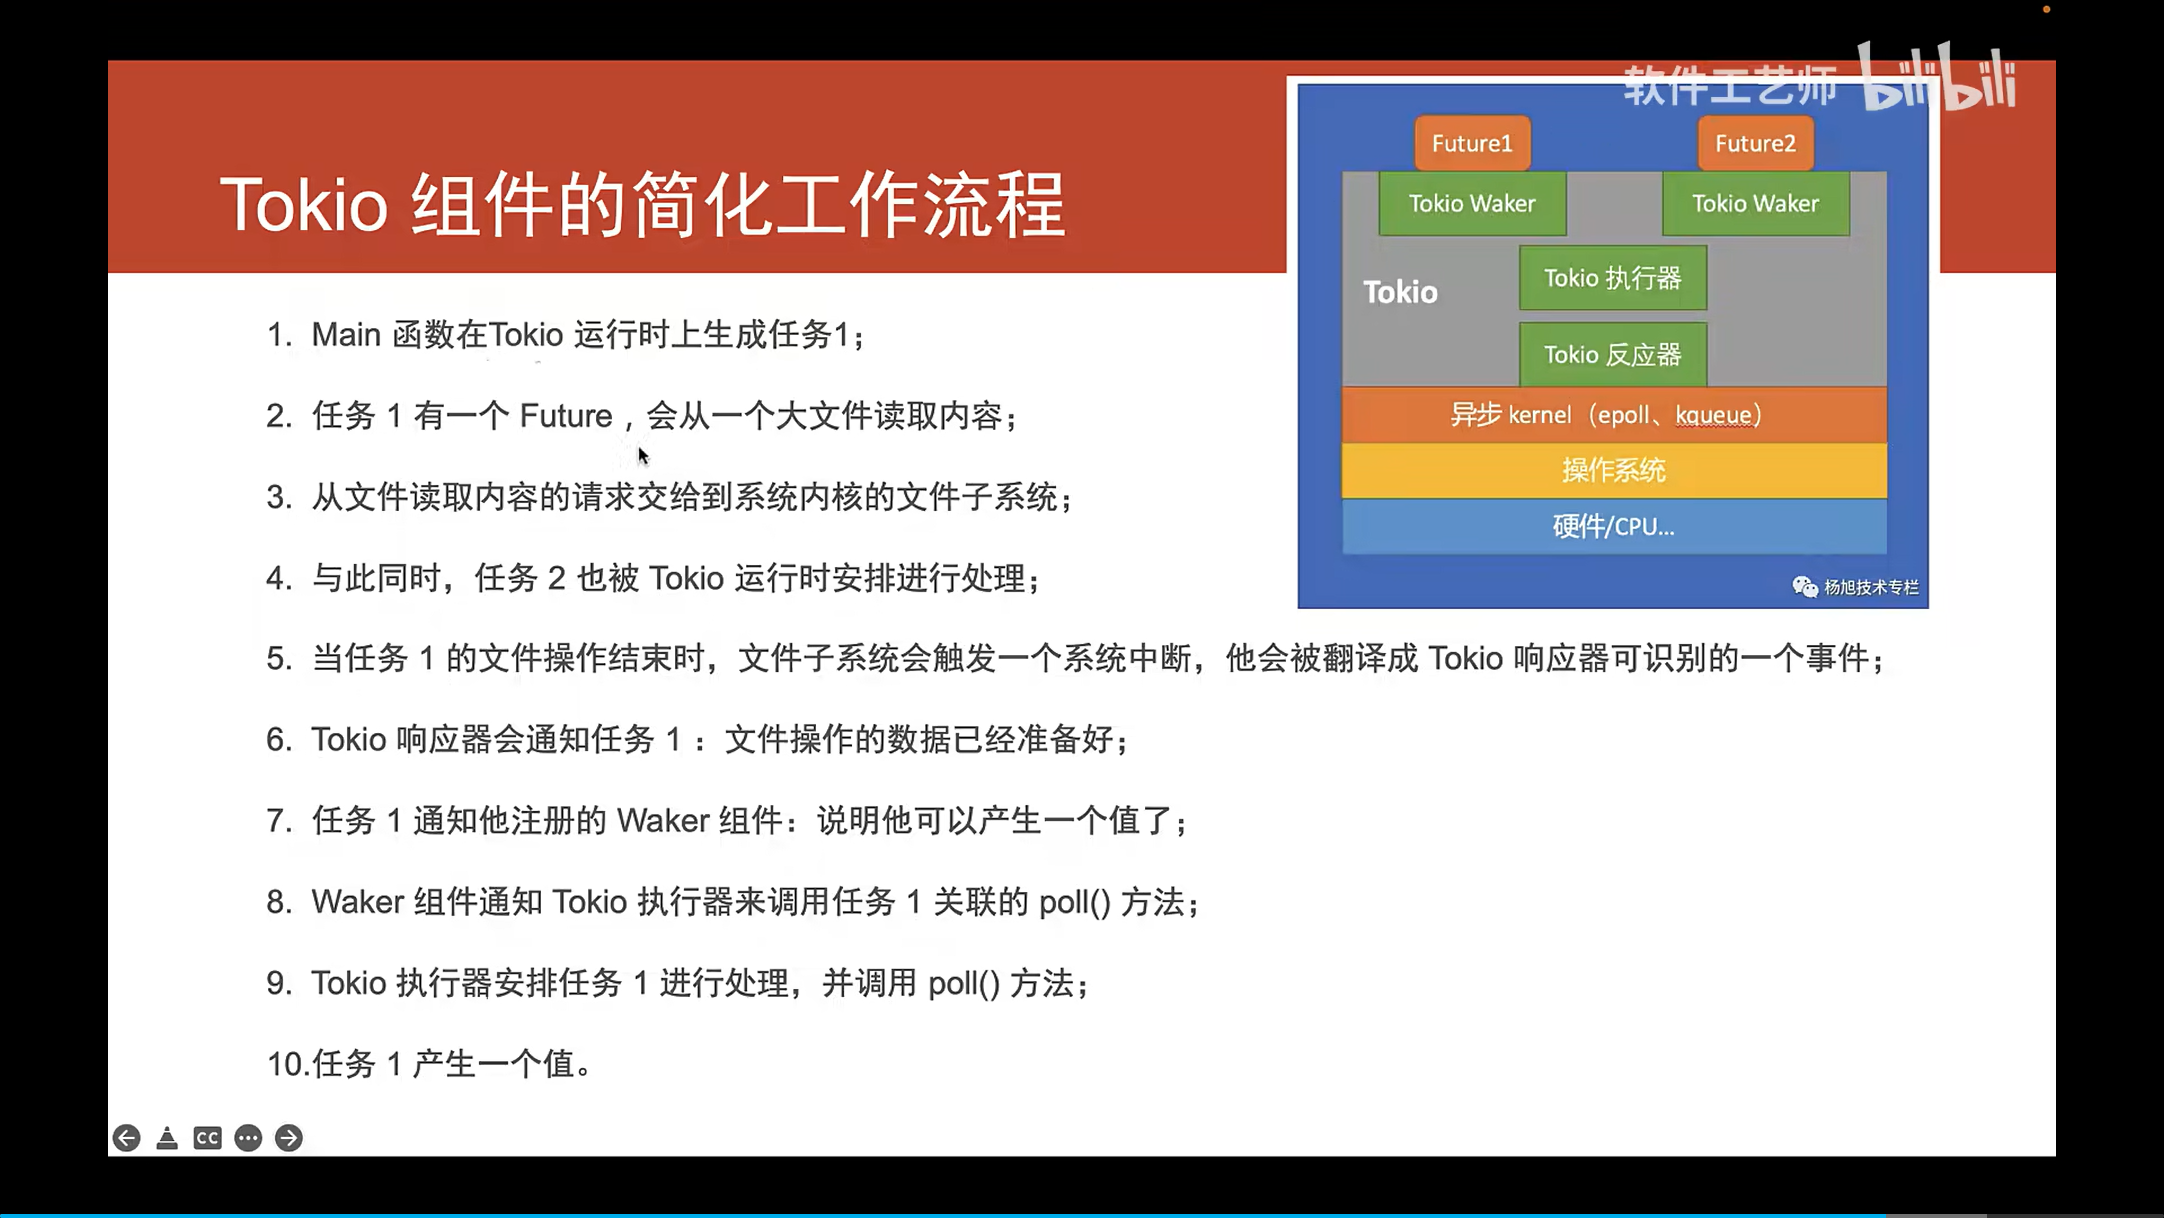 软件工艺师 bilibili
Tokio 组件的简化工作流程
Future1
Future2
Tokio Waker
Tokio Waker
Tokio
Tokio 执行器
Tokio 反应器
异步 kernel（epoll、kqueue）
操作系统
硬件/CPU...
杨旭技术专栏
1. Main 函数在Tokio 运行时上生成任务1；
2. 任务 1 有一个 Future，会从一个大文件读取内容；
3. 从文件读取内容的请求交给到系统内核的文件子系统；
4. 与此同时，任务 2 也被 Tokio 运行时安排进行处理；
5. 当任务 1 的文件操作结束时，文件子系统会触发一个系统中断，他会被翻译成 Tokio 响应器可识别的一个事件；
6. Tokio 响应器会通知任务 1 ：文件操作的数据已经准备好；
7. 任务 1 通知他注册的 Waker 组件：说明他可以产生一个值了；
8. Waker 组件通知 Tokio 执行器来调用任务 1 关联的 poll() 方法；
9. Tokio 执行器安排任务 1 进行处理，并调用 poll() 方法；
10.任务 1 产生一个值。
CC